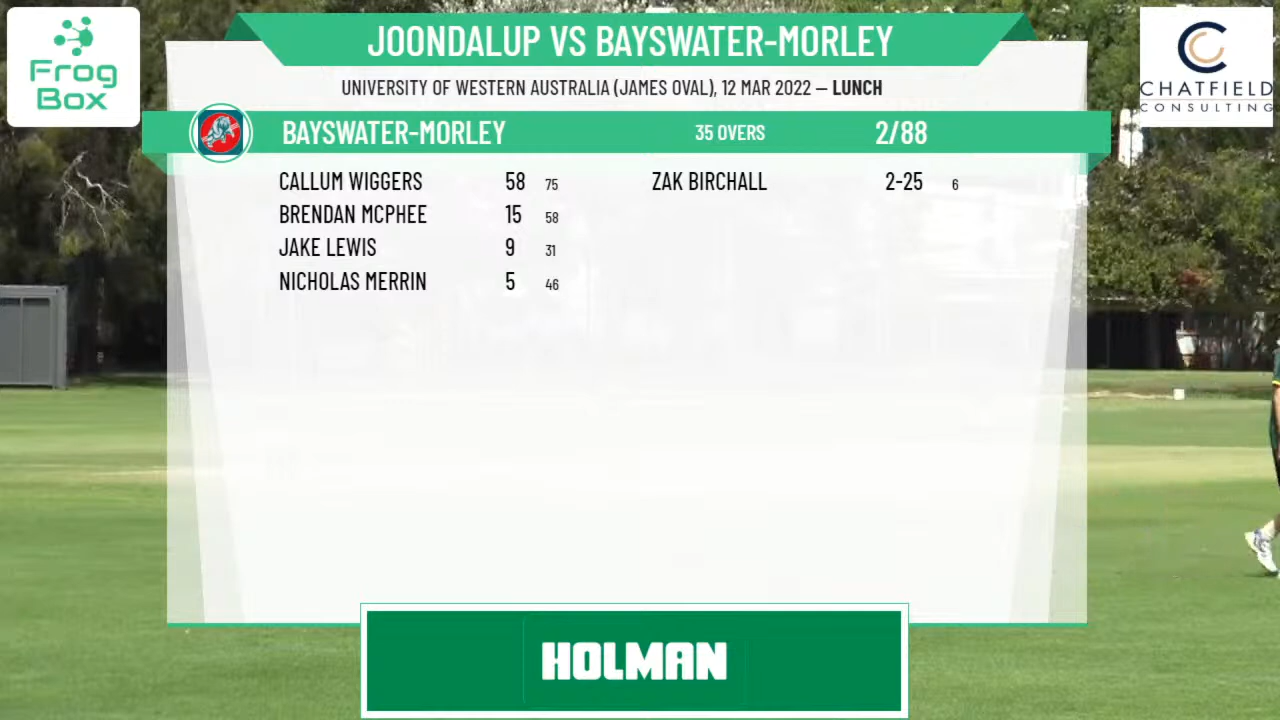 Frog
Box
JOONDALUP VS BAYSWATER-MORLEY
CHATFIELD
CONSULTING
UNIVERSITY OF WESTERN AUSTRALIA (JAMES OVAL), 12 MAR 2022 – LUNCH
BAYSWATER-MORLEY 35 OVERS 2/88
CALLUM WIGGERS 58 75 ZAK BIRCHALL 2-25 6
BRENDAN MCPHEE 15 58
JAKE LEWIS 9 31
NICHOLAS MERRIN 5 46
HOLMAN